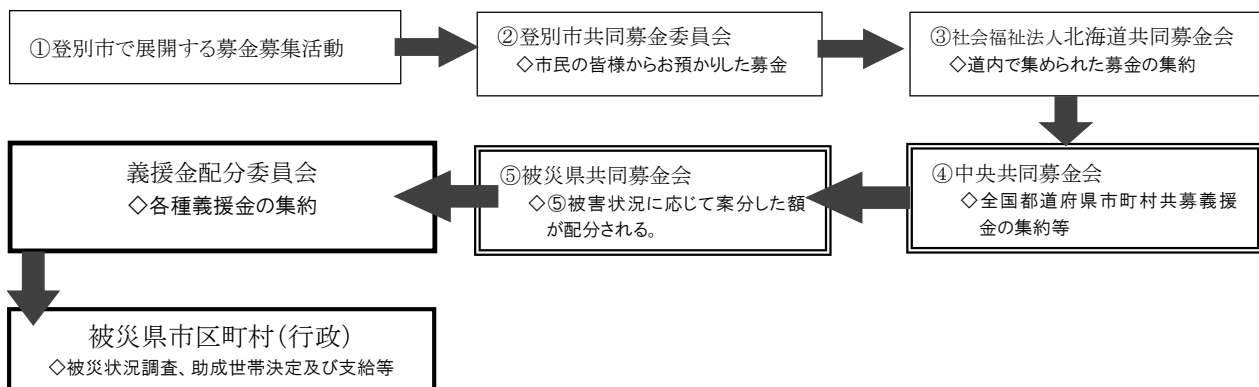 ①登別市で展開する募金募集活動
②登別市共同募金委員会
◇市民の皆様からお預かりした募金
③社会福祉法人北海道共同募金会
◇道内で集められた募金の集約
④中央共同募金会
◇全国都道府県市町村共募義援
金の集約等
⑤被災県共同募金会
◇⑤被害状況に応じて案分した額
が配分される。
義援金配分委員会
◇各種義援金の集約
被災県市区町村(行政)
◇被災状況調査、助成世帯決定及び支給等